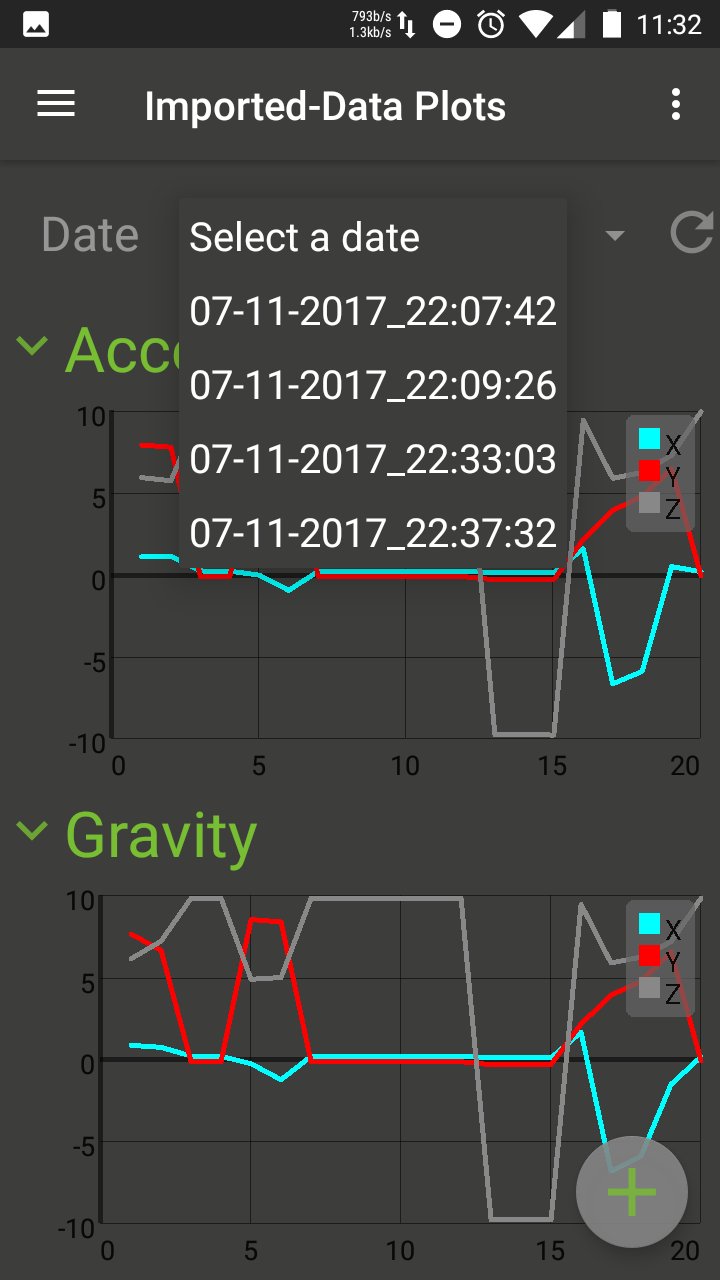 793b/s
1.3kb/s
11:32
Imported-Data Plots
Date
Select a date
07-11-2017_22:07:42
07-11-2017_22:09:26
07-11-2017_22:33:03
07-11-2017_22:37:32
Acc
10
5
0
-5
-10
0 5 10 15 20
X
Y
Z
Gravity
10
5
0
-5
-10
0 5 10 15 20
X
Y
Z